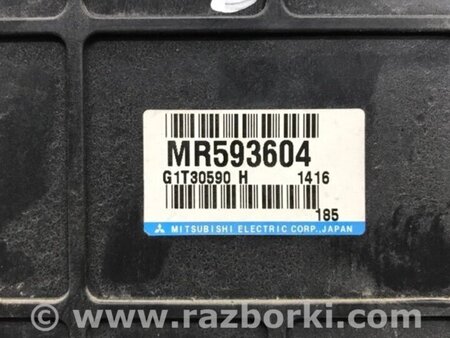 MR593604
G1T30590 H 1416
185
MITSUBISHI ELECTRIC CORP.,JAPAN
www.razborki.com